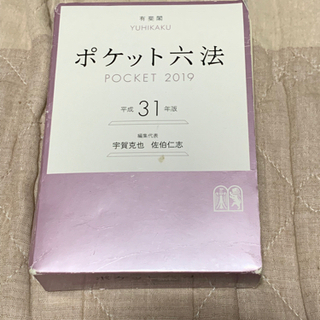 有斐閣
YUHIKAKU
ポケット六法
POCKET 2019
平成31年版
編集代表
宇賀克也 佐伯仁志